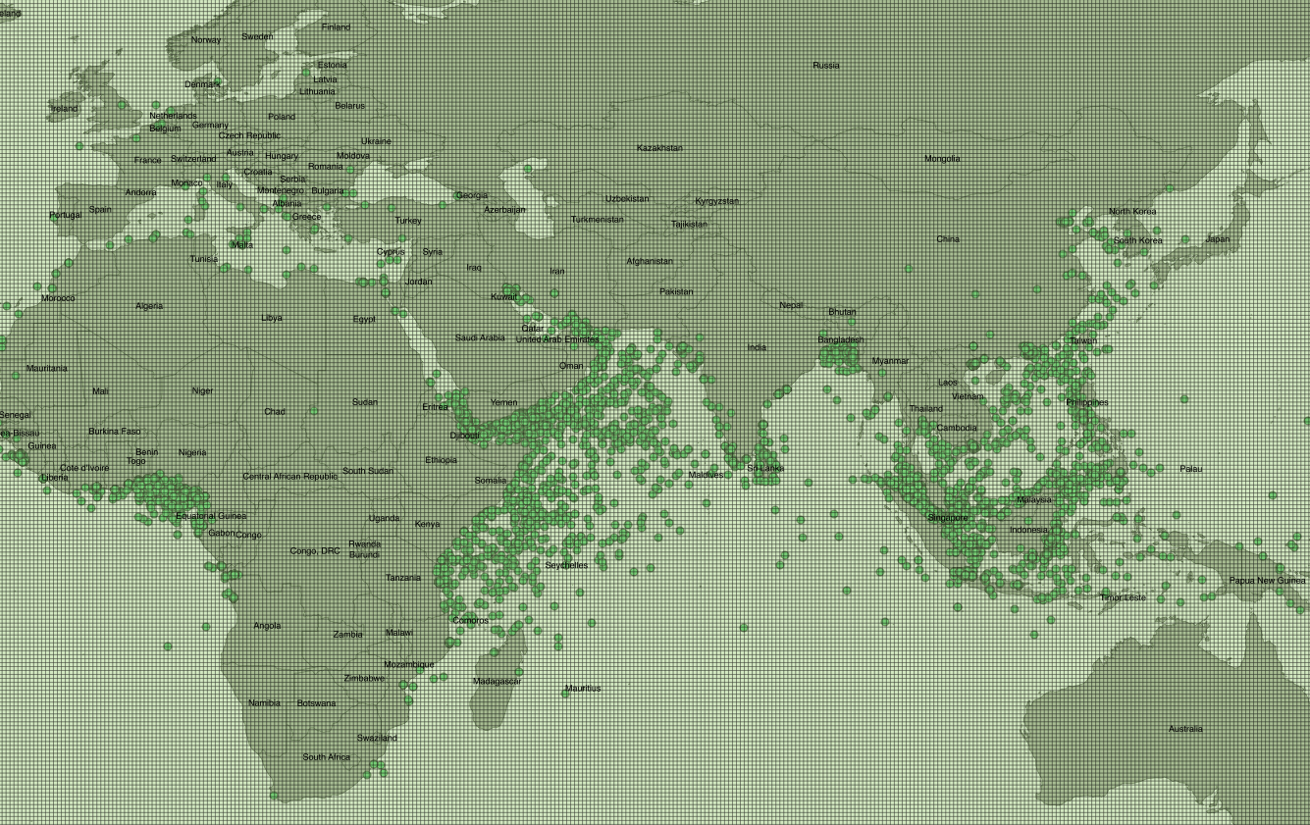 eland
Finland
Norway
Sweden
Estonia
Russia
Latvia
Denmark
Lithuania
Ireland
Belarus
Netherlands
Poland
Germany
Belgium
Czech Republic
Ukraine
Kazakhstan
Austria
Hungary
Moldova
Mongolia
France
Switzerland
Romania
Croatia
Serbia
Monaco
Italy
Andorra
Montenegro
Bulgaria
Georgia
Uzbekistan
Kyrgyzstan
Albania
Spain
Azerbaijan
North Korea
Portugal
Greece
Turkey
Turkmenistan
Tajikistan
China
South Korea
Japan
Malta
Cyprus
Syria
Tunisia
Afghanistan
Iraq
Iran
Jordan
Pakistan
Morocco
Kuwait
Algeria
Nepal
Bhutan
Libya
Egypt
Qatar
Saudi Arabia
United Arab Emirates
Bangladesh
Taiwan
India
Myanmar
Mauritania
Oman
Laos
Mali
Niger
Vietnam
Sudan
Yemen
Philippines
Chad
Eritrea
Thailand
Senegal
Cambodia
ea Bissau
Burkina Faso
Djibouti
Guinea
Benin
Nigeria
Togo
Ethiopia
Cote d'Ivoire
South Sudan
Sri Lanka
Palau
Liberia
Central African Republic
Somalia
Maldives
Malaysia
Equatorial Guinea
Uganda
Singapore
Kenya
Gabon
Congo
Indonesia
Rwanda
Congo, DRC
Burundi
Seychelles
Tanzania
Papua New Guinea
Timor Leste
Comoros
Angola
Zambia
Malawi
Mozambique
Zimbabwe
Madagascar
Mauritius
Namibia
Botswana
Australia
Swaziland
South Africa